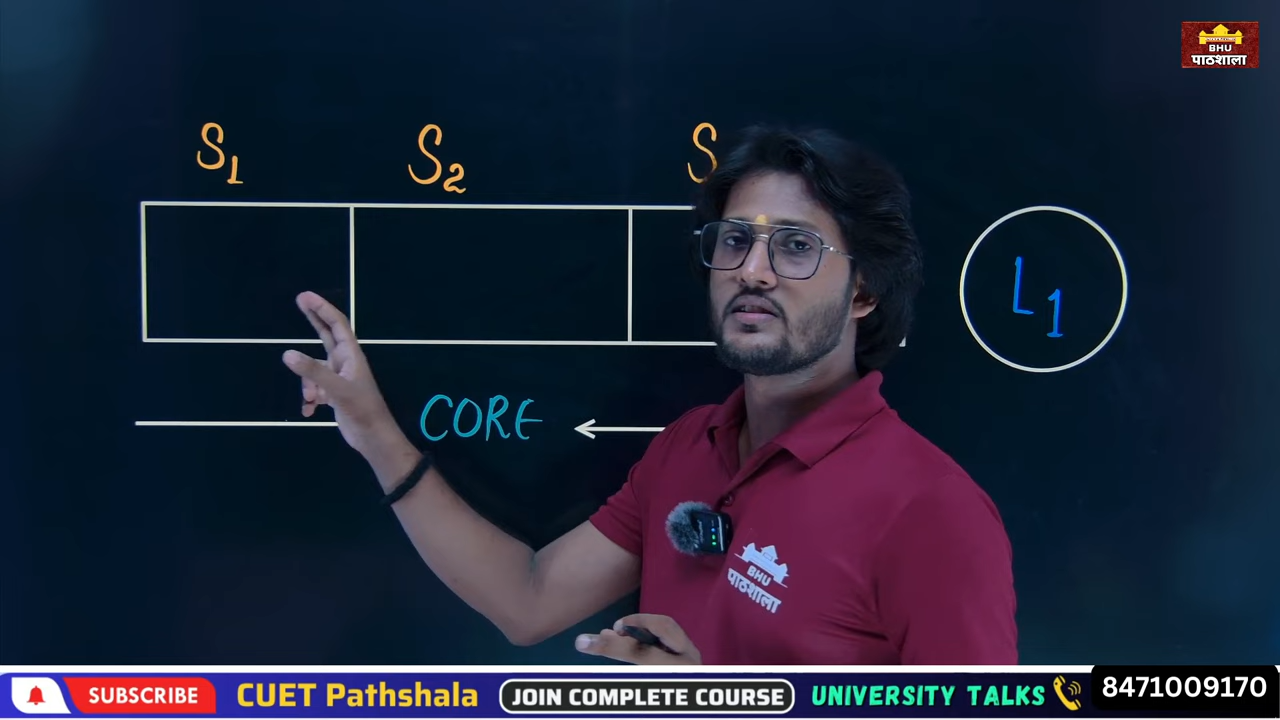 BHU
पाठशाला
S1 S2 S
L1
CORE
BHU
पाठशाला
SUBSCRIBE CUET Pathshala JOIN COMPLETE COURSE UNIVERSITY TALKS 8471009170